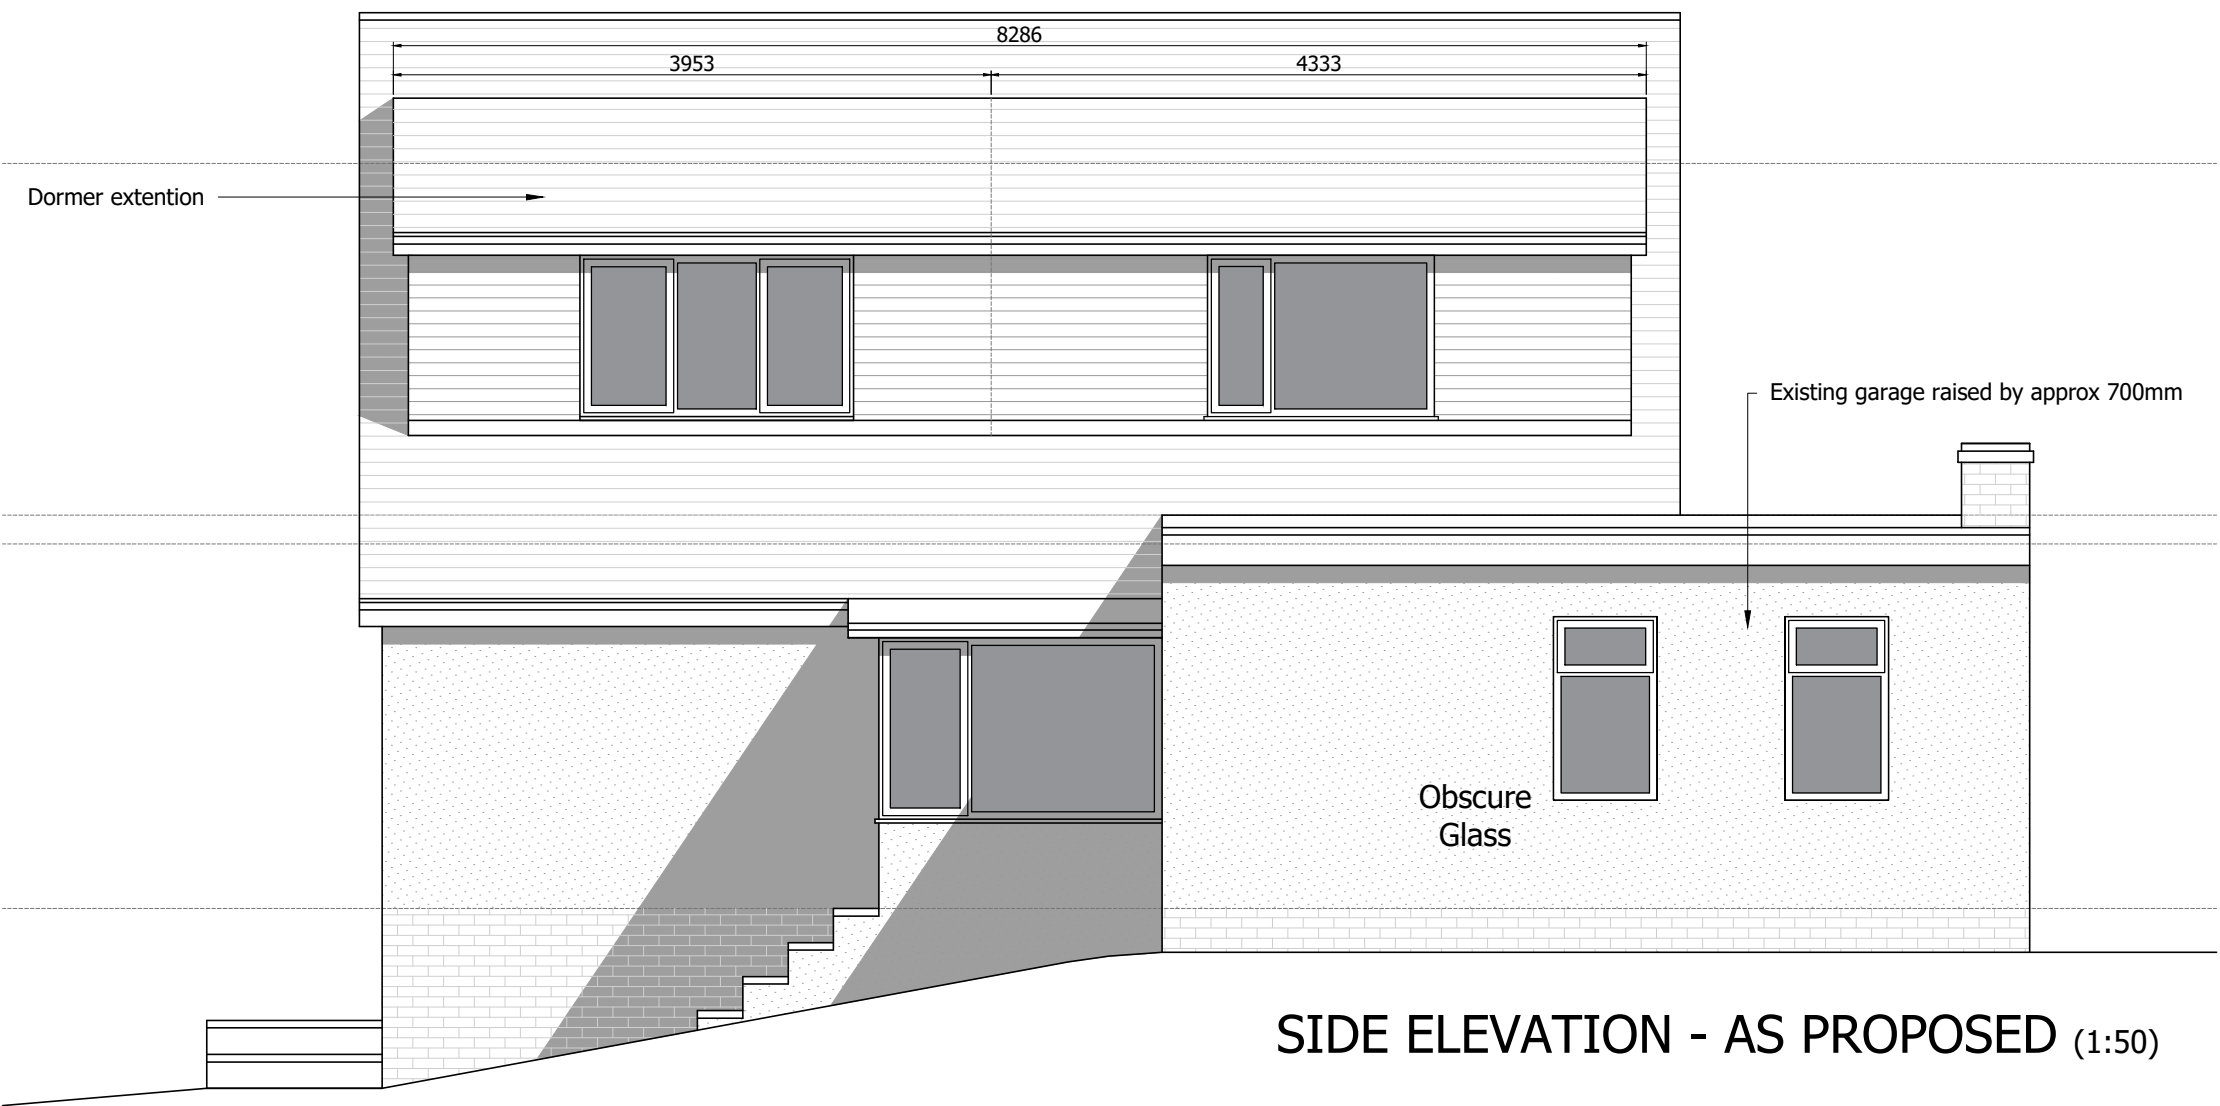 8286
3953
4333
Dormer extention
Existing garage raised by approx 700mm
Obscure
Glass
SIDE ELEVATION - AS PROPOSED (1:50)